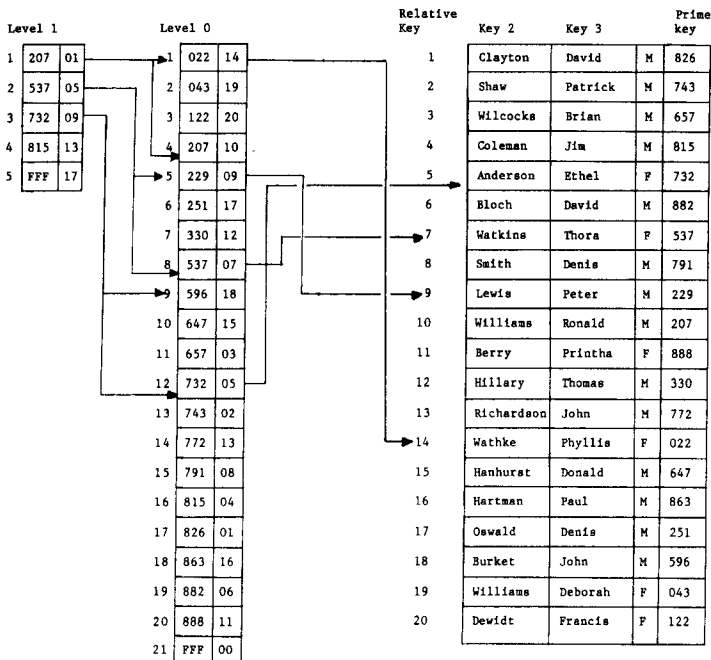 Relative Prime
Level 1 Level 0 Key Key 2 Key 3 key
1 207 01 1 022 14 1 Clayton David M 826
2 537 05 2 043 19 2 Shaw Patrick M 743
3 732 09 3 122 20 3 Wilcocks Brian M 657
4 815 13 4 207 10 4 Coleman Jim M 815
5 FFF 17 5 229 09 5 Anderson Ethel F 732
6 251 17 6 Bloch David M 882
7 330 12 7 Watkins Thora F 537
8 537 07 8 Smith Denis M 791
9 596 18 9 Lewis Peter M 229
10 647 15 10 Williams Ronald M 207
11 657 03 11 Berry Printha F 888
12 732 05 12 Hillary Thomas M 330
13 743 02 13 Richardson John M 772
14 772 13 14 Wathke Phyllis F 022
15 791 08 15 Hanhurst Donald M 647
16 815 04 16 Hartman Paul M 863
17 826 01 17 Oswald Denis M 251
18 863 16 18 Burket John M 596
19 882 06 19 Williams Deborah F 043
20 888 11 20 Dewidt Francis F 122
21 FFF 00